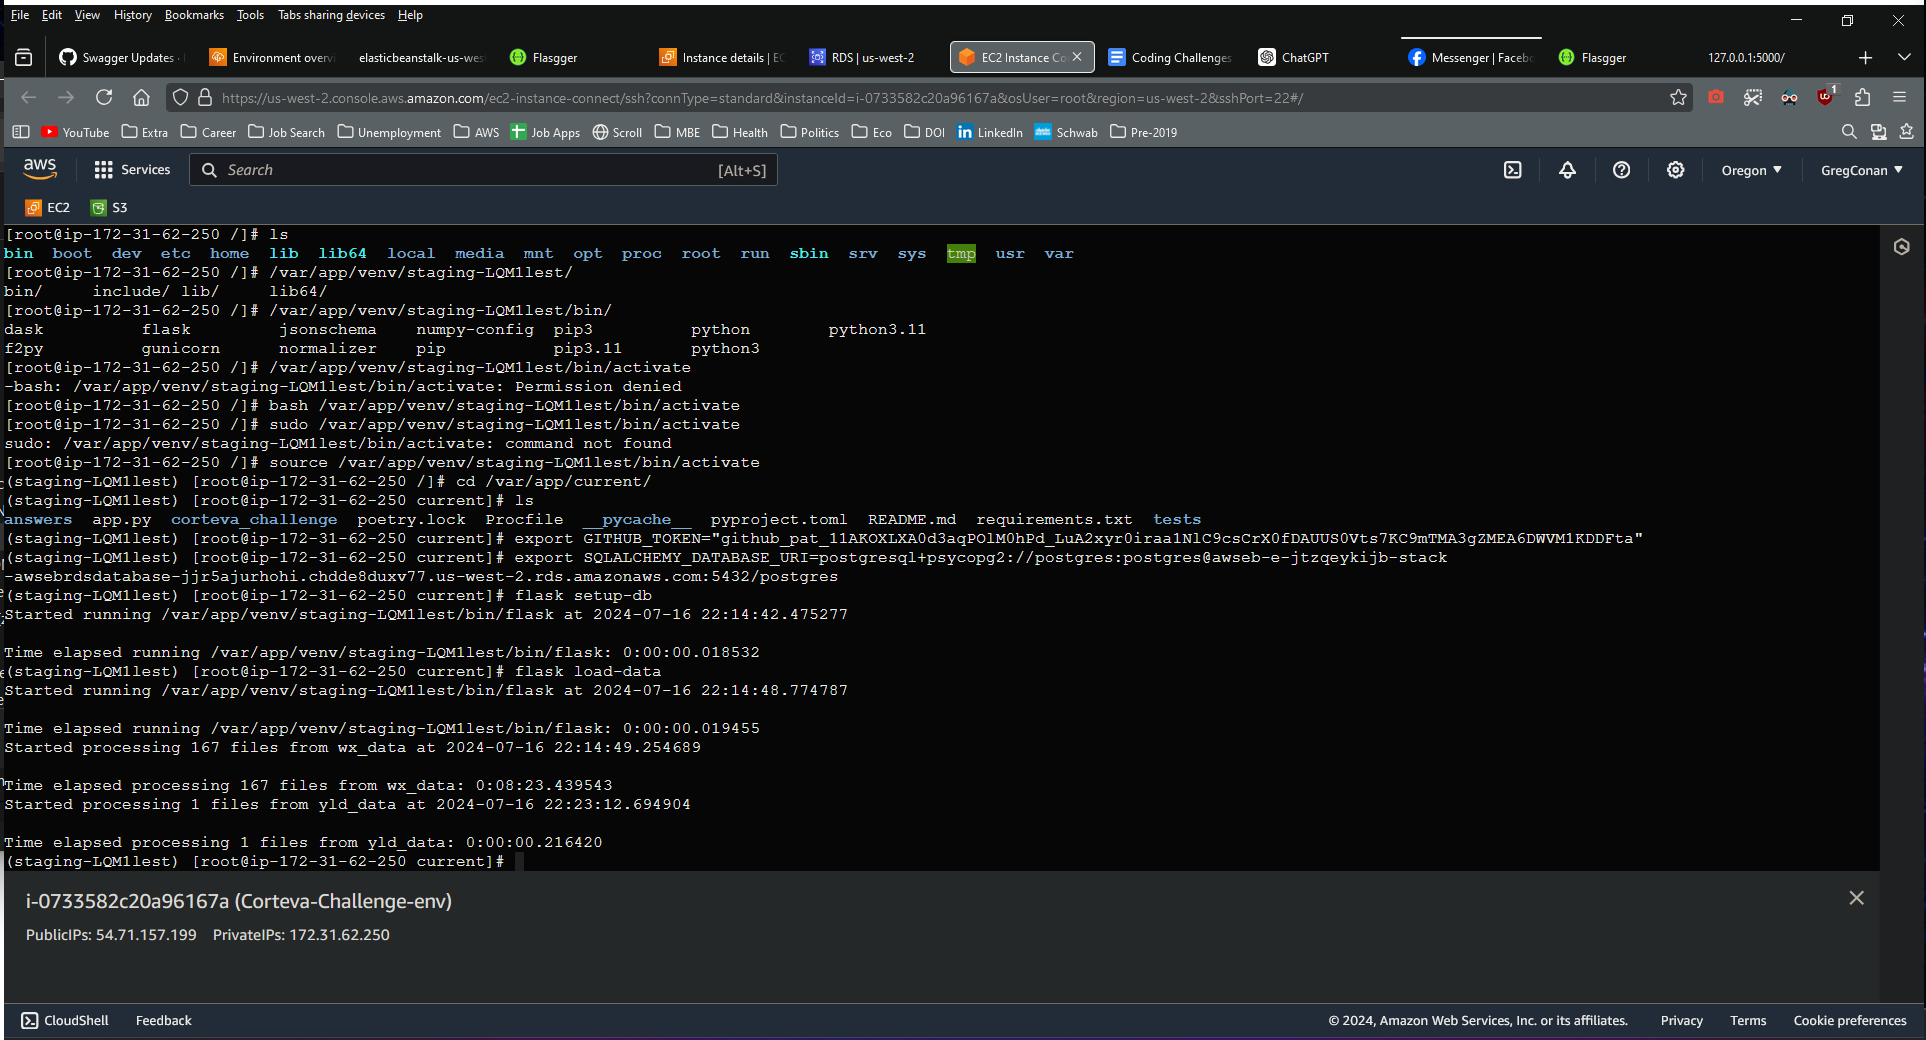 File Edit View History Bookmarks Tools Tabs sharing devices Help
Swagger Updates · Environment overvi elasticbeanstalk-us-wes Flasgger Instance details | EC RDS | us-west-2 EC2 Instance Co Coding Challenges ChatGPT Messenger | Facebo Flasgger 127.0.0.1:5000/
https://us-west-2.console.aws.amazon.com/ec2-instance-connect/ssh?connType=standard&instanceId=i-0733582c20a96167a&osUser=root&region=us-west-2&sshPort=22#/ 1
YouTube Extra Career Job Search Unemployment AWS Job Apps Scroll MBE Health Politics Eco DOI LinkedIn Schwab Pre-2019
aws Services Search [Alt+S] Oregon GregConan
EC2 S3
[root@ip-172-31-62-250 /]# ls
bin boot dev etc home lib lib64 local media mnt opt proc root run sbin srv sys tmp usr var
[root@ip-172-31-62-250 /]# /var/app/venv/staging-LQM1lest/
bin/ include/ lib/ lib64/
[root@ip-172-31-62-250 /]# /var/app/venv/staging-LQM1lest/bin/
dask flask jsonschema numpy-config pip3 python python3.11
f2py gunicorn normalizer pip pip3.11 python3
[root@ip-172-31-62-250 /]# /var/app/venv/staging-LQM1lest/bin/activate
-bash: /var/app/venv/staging-LQM1lest/bin/activate: Permission denied
[root@ip-172-31-62-250 /]# bash /var/app/venv/staging-LQM1lest/bin/activate
[root@ip-172-31-62-250 /]# sudo /var/app/venv/staging-LQM1lest/bin/activate
sudo: /var/app/venv/staging-LQM1lest/bin/activate: command not found
[root@ip-172-31-62-250 /]# source /var/app/venv/staging-LQM1lest/bin/activate
(staging-LQM1lest) [root@ip-172-31-62-250 /]# cd /var/app/current/
(staging-LQM1lest) [root@ip-172-31-62-250 current]# ls
answers app.py corteva_challenge poetry.lock Procfile __pycache__ pyproject.toml README.md requirements.txt tests
(staging-LQM1lest) [root@ip-172-31-62-250 current]# export
(staging-LQM1lest) [root@ip-172-31-62-250 current]# export SQLALCHEMY_DATABASE_URI=postgresql+psycopg2://postgres:postgres@awseb-e-jtzqeykijb-stack
-awsebrdsdatabase-jjr5ajurhohi.chdde8duxv77.us-west-2.rds.amazonaws.com:5432/postgres
(staging-LQM1lest) [root@ip-172-31-62-250 current]# flask setup-db
Started running /var/app/venv/staging-LQM1lest/bin/flask at 2024-07-16 22:14:42.475277
Time elapsed running /var/app/venv/staging-LQM1lest/bin/flask: 0:00:00.018532
(staging-LQM1lest) [root@ip-172-31-62-250 current]# flask load-data
Started running /var/app/venv/staging-LQM1lest/bin/flask at 2024-07-16 22:14:48.774787
Time elapsed running /var/app/venv/staging-LQM1lest/bin/flask: 0:00:00.019455
Started processing 167 files from wx_data at 2024-07-16 22:14:49.254689
Time elapsed processing 167 files from wx_data: 0:08:23.439543
Started processing 1 files from yld_data at 2024-07-16 22:23:12.694904
Time elapsed processing 1 files from yld_data: 0:00:00.216420
(staging-LQM1lest) [root@ip-172-31-62-250 current]#
i-0733582c20a96167a (Corteva-Challenge-env)
PublicIPs: 54.71.157.199 PrivateIPs: 172.31.62.250
CloudShell Feedback © 2024, Amazon Web Services, Inc. or its affiliates. Privacy Terms Cookie preferences